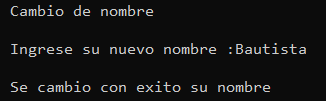 Cambio de nombre
Ingrese su nuevo nombre :Bautista
Se cambio con exito su nombre